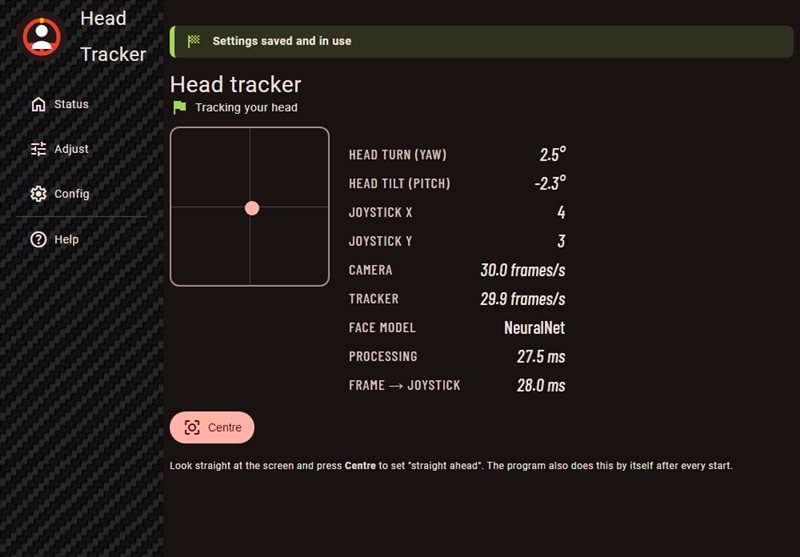 Head
Tracker
Status
Adjust
Config
Help
Settings saved and in use
Head tracker
Tracking your head
HEAD TURN (YAW) 2.5°
HEAD TILT (PITCH) -2.3°
JOYSTICK X 4
JOYSTICK Y 3
CAMERA 30.0 frames/s
TRACKER 29.9 frames/s
FACE MODEL NeuralNet
PROCESSING 27.5 ms
FRAME → JOYSTICK 28.0 ms
Centre
Look straight at the screen and press Centre to set "straight ahead". The program also does this by itself after every start.